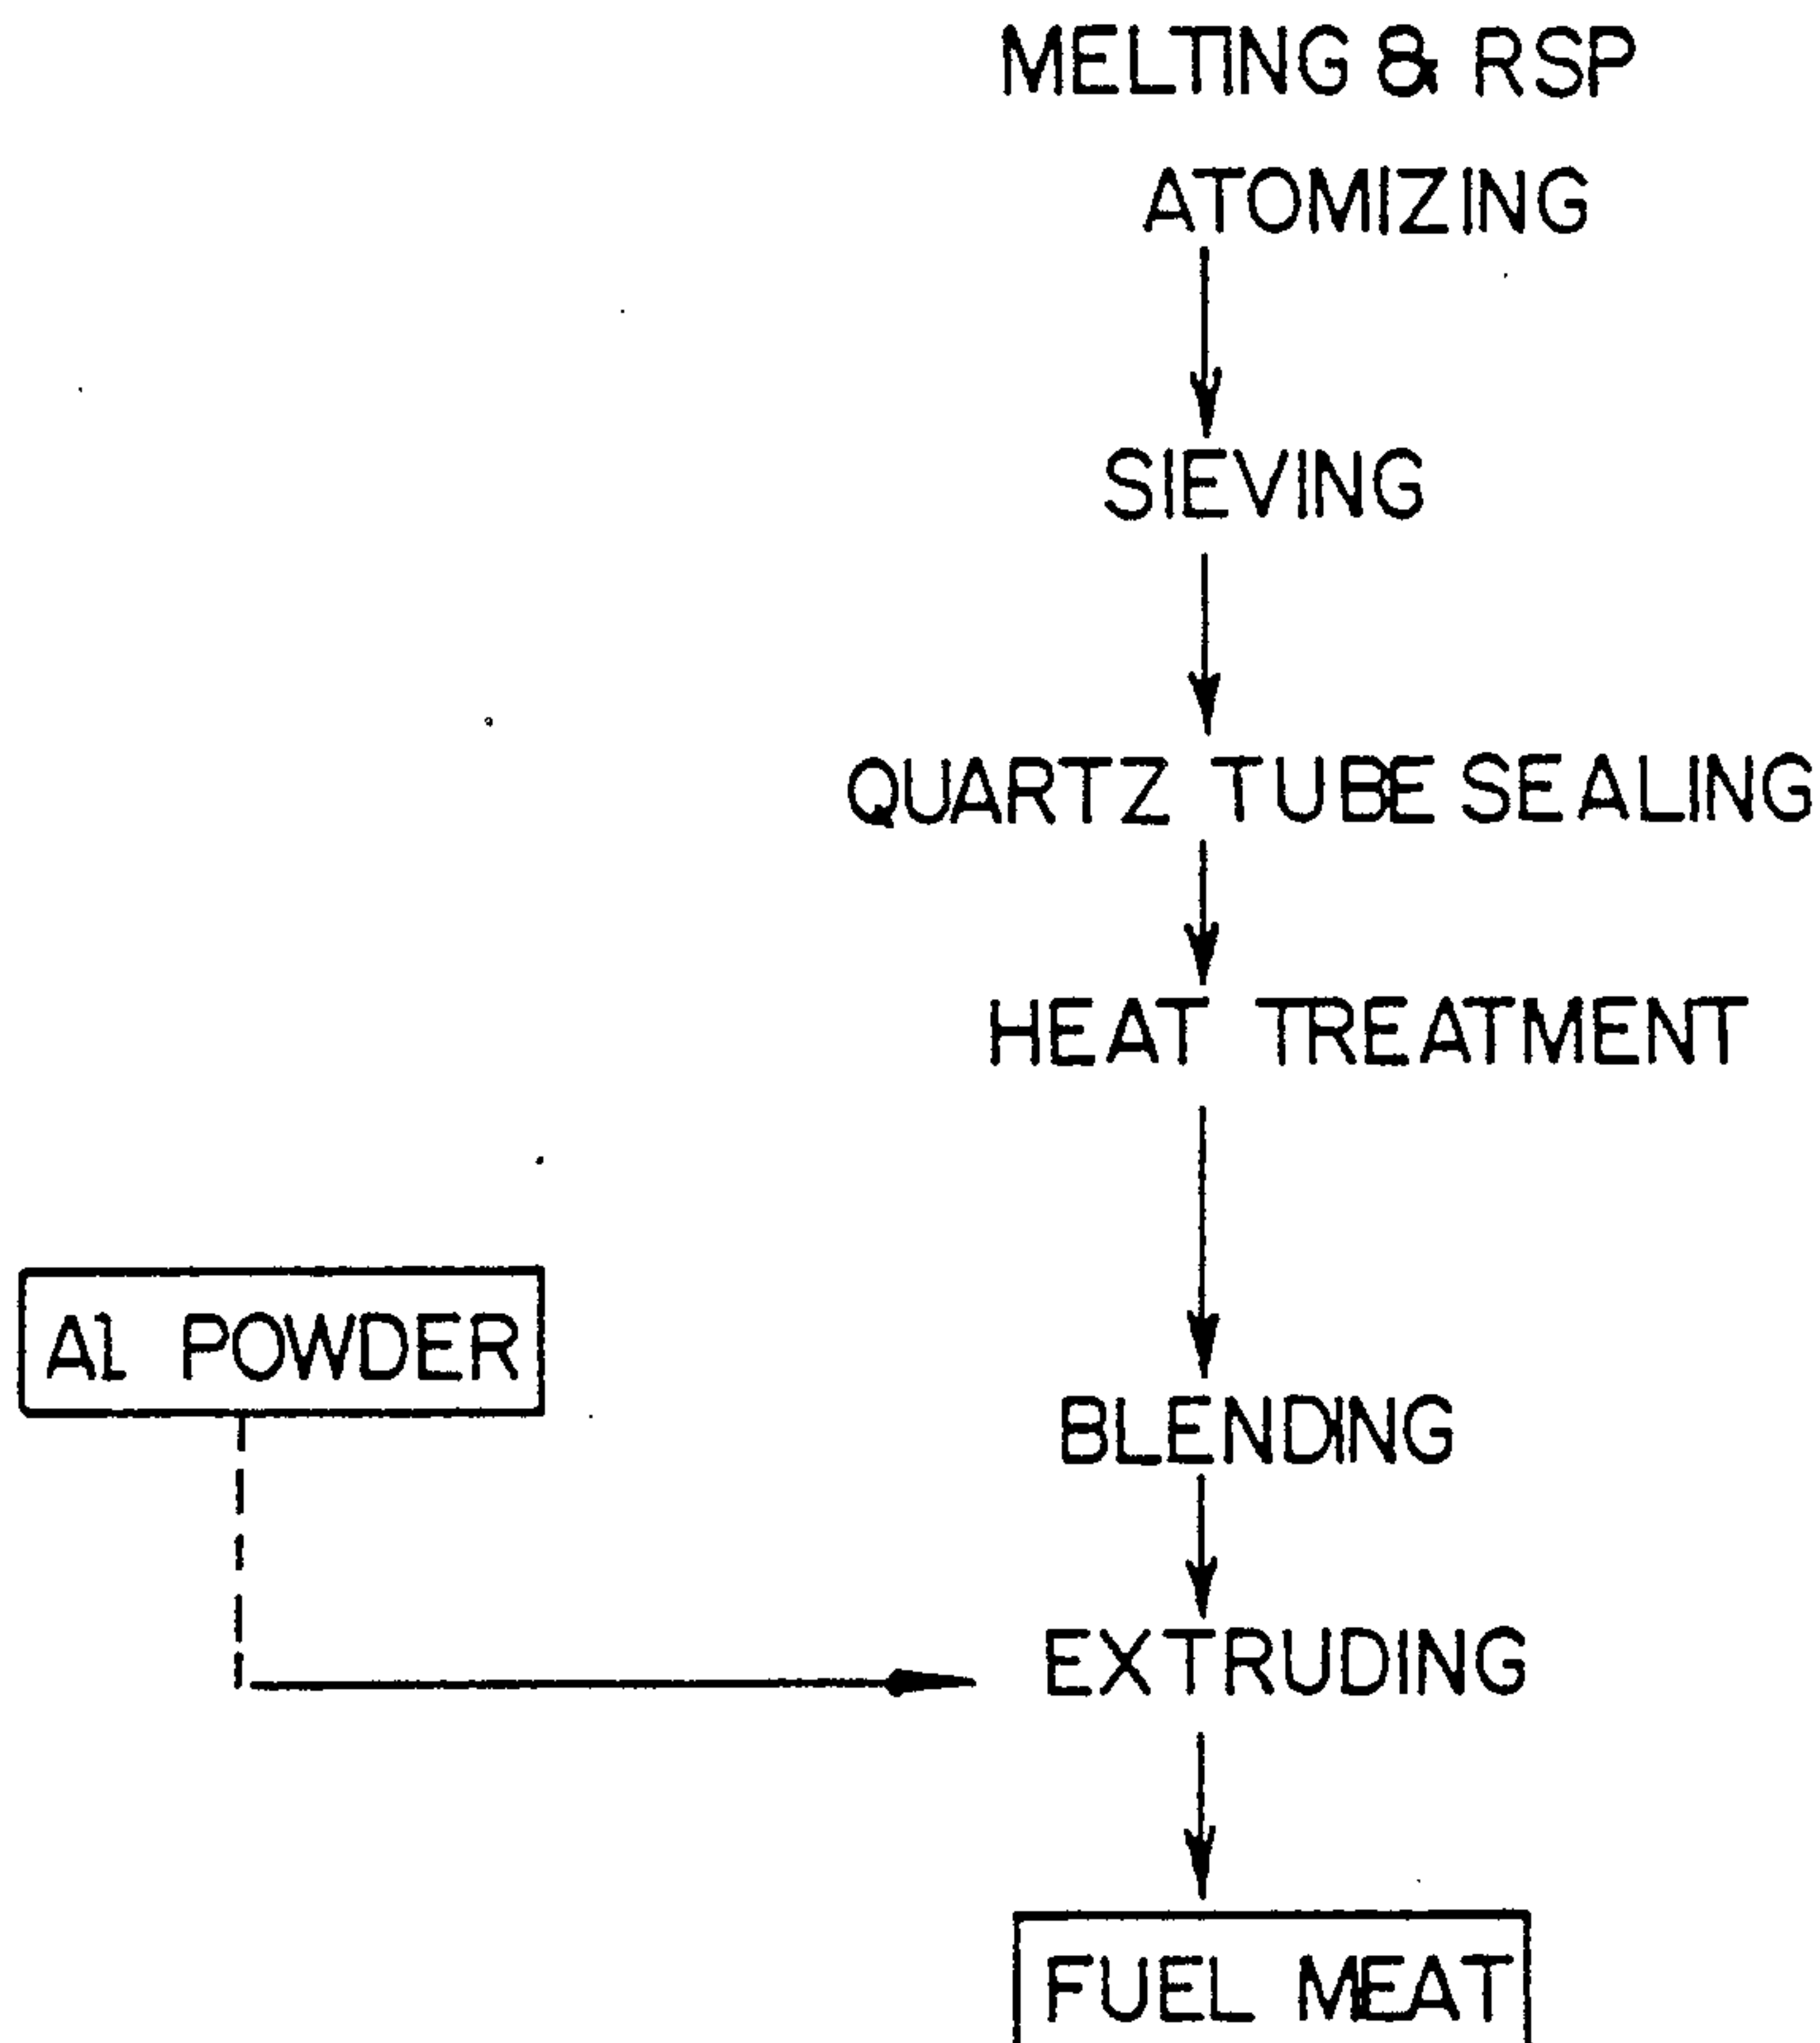 MELTING & RSP
ATOMIZING
SIEVING
QUARTZ TUBE SEALING
HEAT TREATMENT
Al POWDER
BLENDING
EXTRUDING
FUEL MEAT